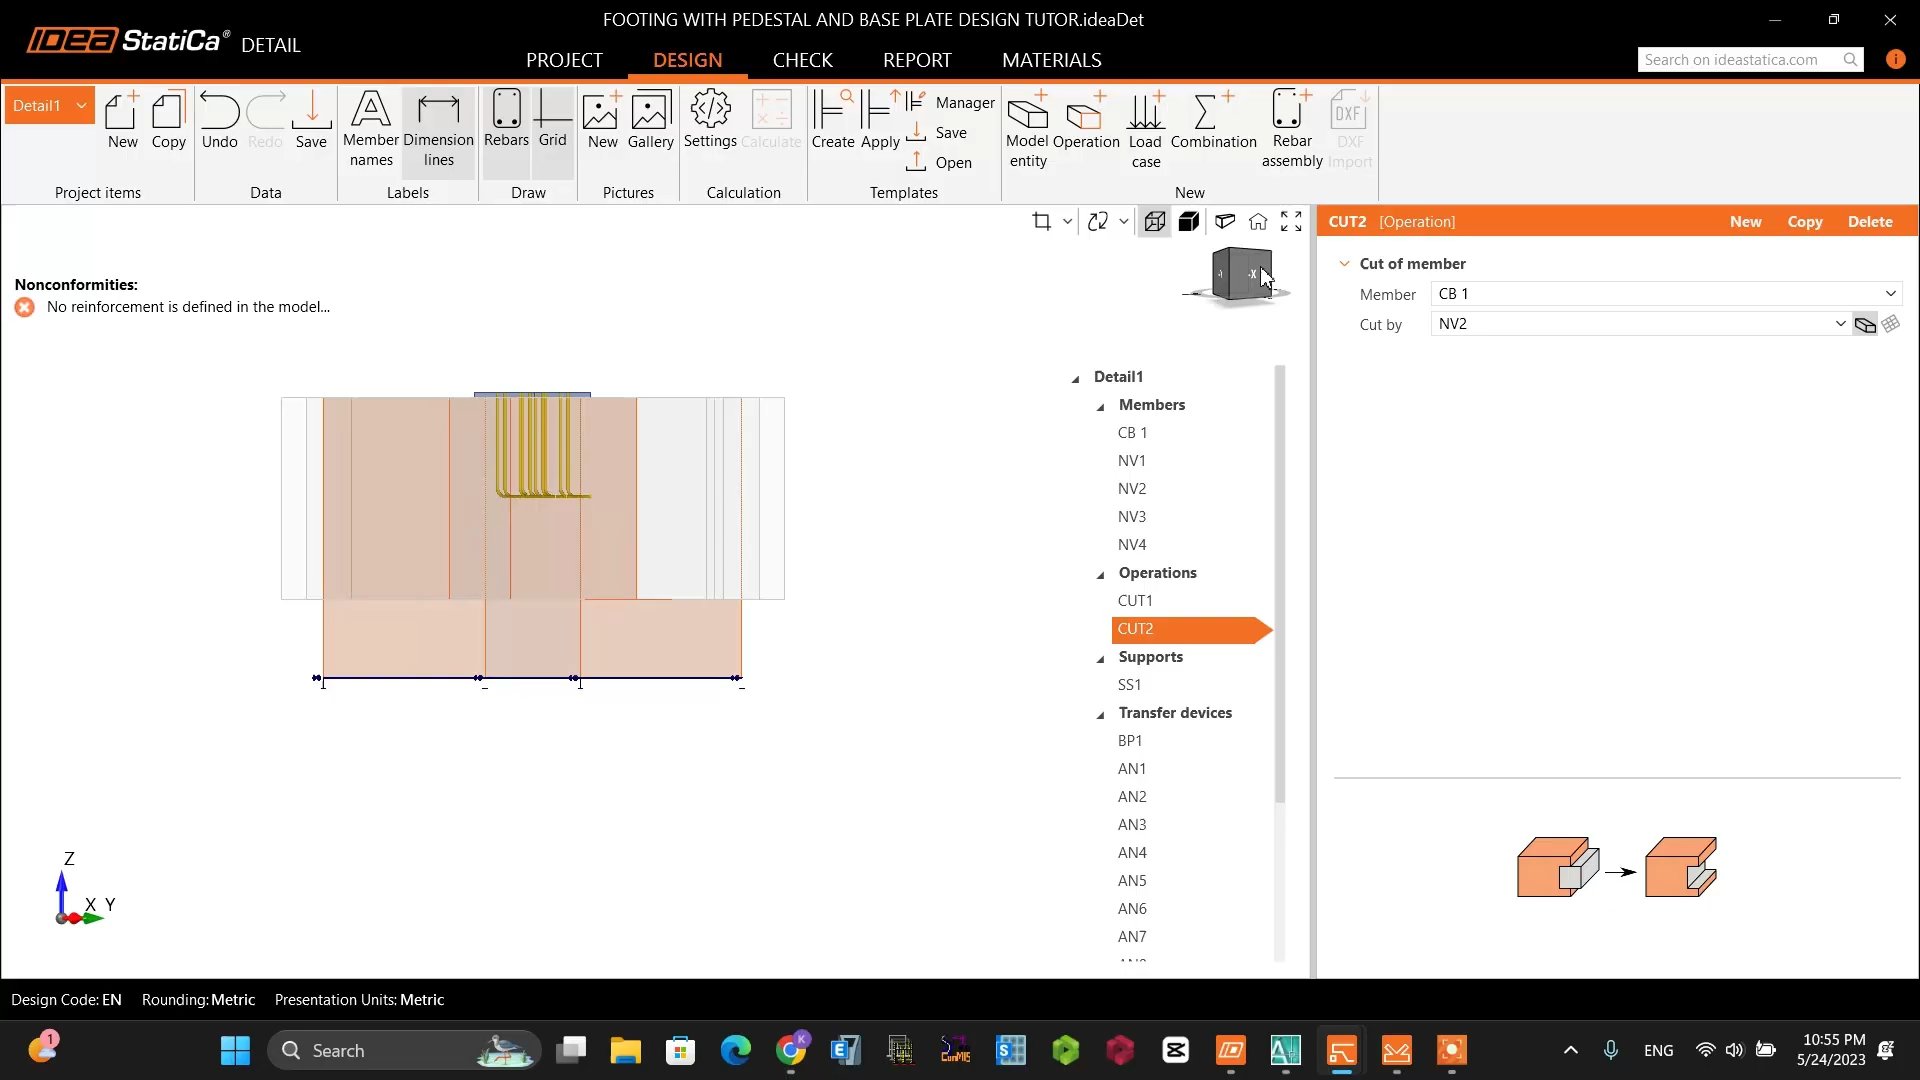 FOOTING WITH PEDESTAL AND BASE PLATE DESIGN TUTOR.ideaDet
IDEA StatiCa® DETAIL
PROJECT DESIGN CHECK REPORT MATERIALS
Search on ideastatica.com
Detail1
New Copy
Project items
Undo Redo Save
Data
Member names
Dimension lines
Labels
Rebars Grid
Draw
New Gallery
Pictures
Settings Calculate
Calculation
Create Apply
Manager
Save
Open
Templates
Model entity
Operation
Load case
Combination
Rebar assembly
DXF Import
New
CUT2 [Operation]
New Copy Delete
Cut of member
Member CB 1
Cut by NV2
Nonconformities:
No reinforcement is defined in the model...
-X
Detail1
Members
CB 1
NV1
NV2
NV3
NV4
Operations
CUT1
CUT2
Supports
SS1
Transfer devices
BP1
AN1
AN2
AN3
AN4
AN5
AN6
AN7
Z
X Y
Design Code: EN Rounding: Metric Presentation Units: Metric
1
Search
ENG
10:55 PM
5/24/2023